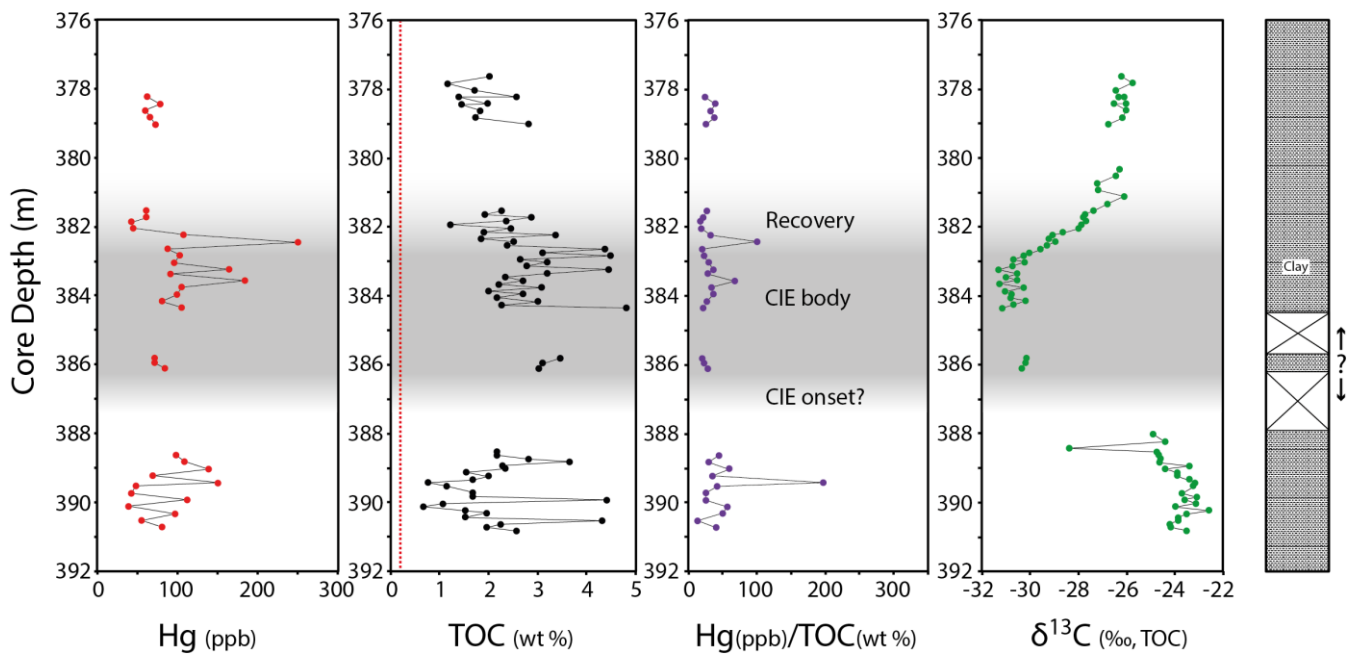 376 376 376 376
378 378 378 378
380 380 380 380
382 382 382 382
384 384 384 384
386 386 386 386
388 388 388 388
390 390 390 390
392 392 392 392
Core Depth (m)
Recovery
CIE body
CIE onset?
Clay
?
0 100 200 300
0 1 2 3 4 5
0 100 200 300
-32 -30 -28 -26 -24 -22
Hg (ppb)
TOC (wt %)
Hg(ppb)/TOC(wt %)
δ¹³C (‰, TOC)